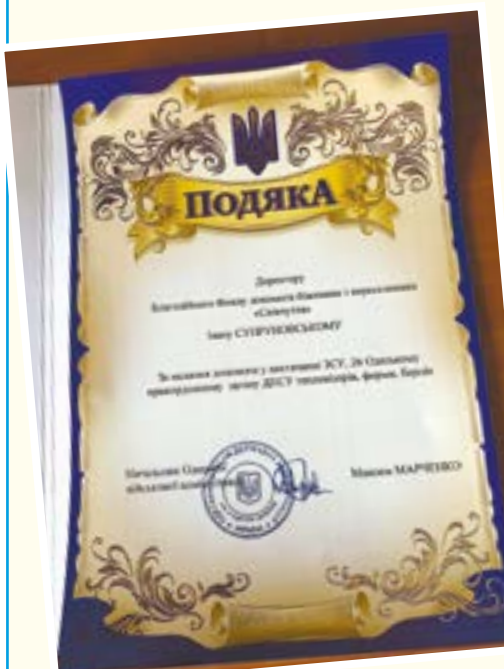 ПОДЯКА
Директору
Благодійного Фонду допомоги біженцям і переселенцям
«Співчуття»
Івану СУПРУНОВСЬКОМУ
За надання допомоги у постачанні ЗСУ, 26 Одеському
прикордонному загону ДПСУ тепловізорів, форми, берців
Начальник Одеської
військової адміністрації
Максим МАРЧЕНКО